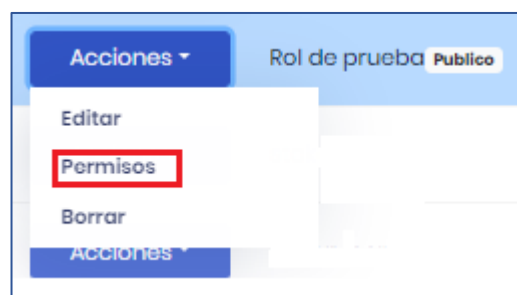 Acciones
Rol de prueba Publico
Editar
Permisos
Borrar
Acciones